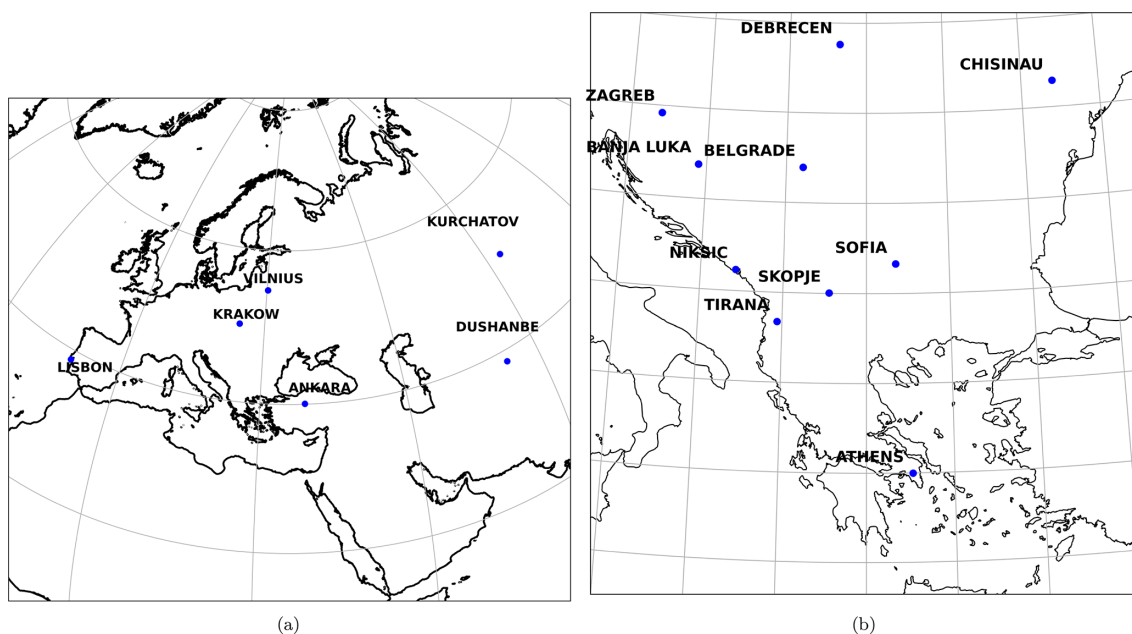 KURCHATOV
VILNIUS
KRAKOW
DUSHANBE
LISBON
ANKARA
(a)
DEBRECEN
CHISINAU
ZAGREB
BANJA LUKA
BELGRADE
SOFIA
NIKSIC
SKOPJE
TIRANA
ATHENS
(b)